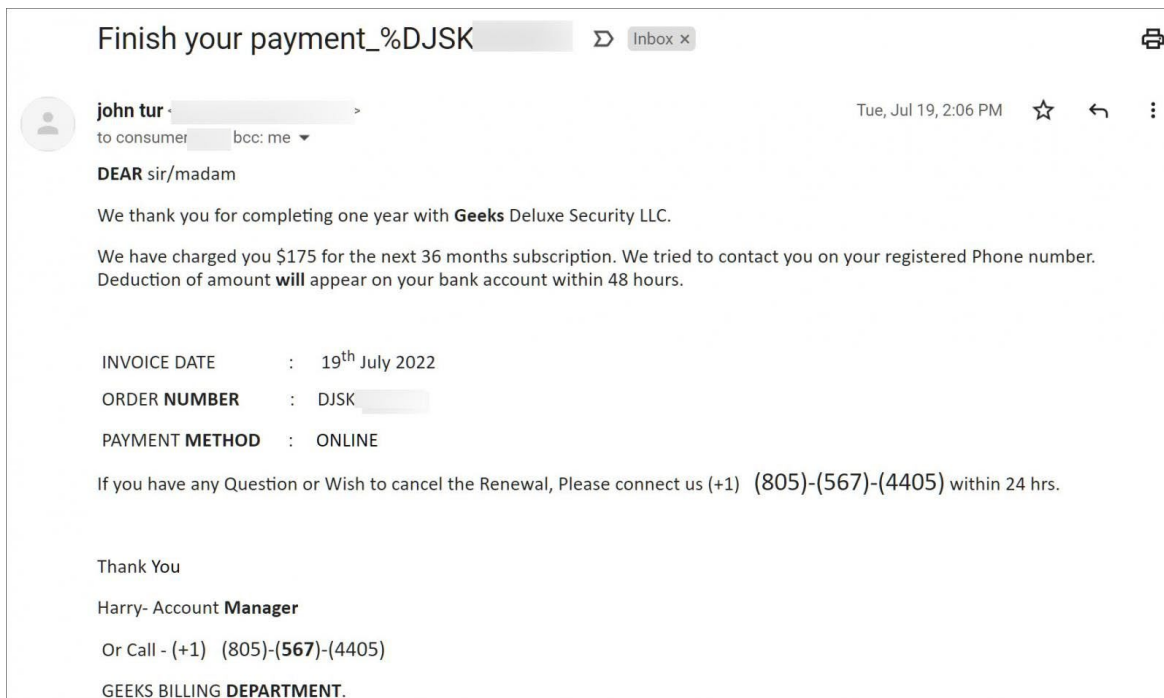 Finish your payment_%DJSK
Inbox ×
john tur < >
Tue, Jul 19, 2:06 PM
to consumer bcc: me
DEAR sir/madam
We thank you for completing one year with Geeks Deluxe Security LLC.
We have charged you $175 for the next 36 months subscription. We tried to contact you on your registered Phone number.
Deduction of amount will appear on your bank account within 48 hours.
INVOICE DATE : 19th July 2022
ORDER NUMBER : DJSK
PAYMENT METHOD : ONLINE
If you have any Question or Wish to cancel the Renewal, Please connect us (+1) (805)-(567)-(4405) within 24 hrs.
Thank You
Harry- Account Manager
Or Call - (+1) (805)-(567)-(4405)
GEEKS BILLING DEPARTMENT.